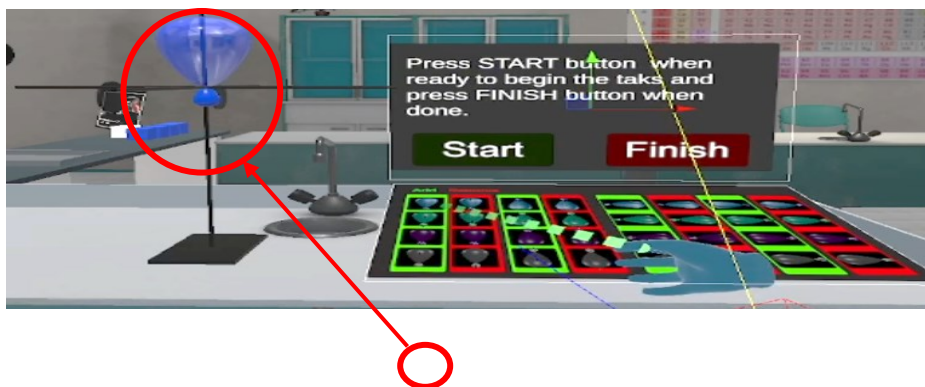 Press START button when
ready to begin the taks and
press FINISH button when
done.
Start
Finish